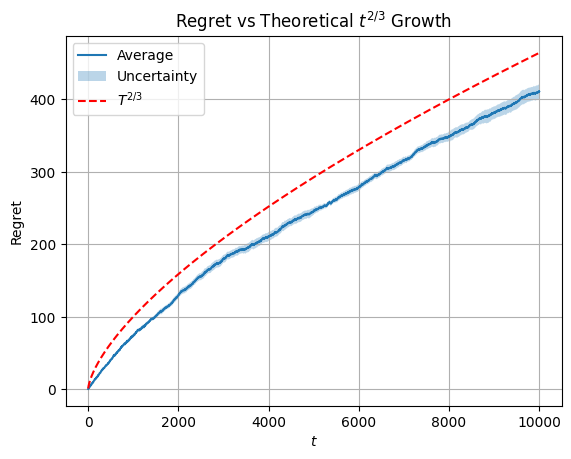 Regret vs Theoretical $t^{2/3}$ Growth
Average
Uncertainty
$T^{2/3}$
400
300
200
100
0
Regret
0 2000 4000 6000 8000 10000
$t$